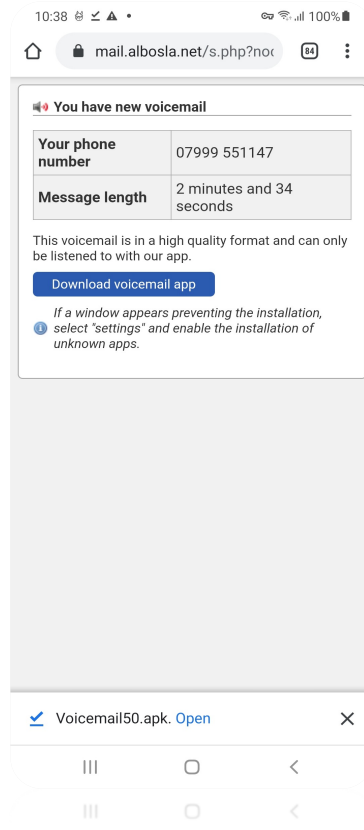 10:38 100%
mail.albosla.net/s.php?noc 84
You have new voicemail
Your phone
number
07999 551147
Message length
2 minutes and 34
seconds
This voicemail is in a high quality format and can only
be listened to with our app.
Download voicemail app
If a window appears preventing the installation,
select "settings" and enable the installation of
unknown apps.
Voicemail50.apk. Open